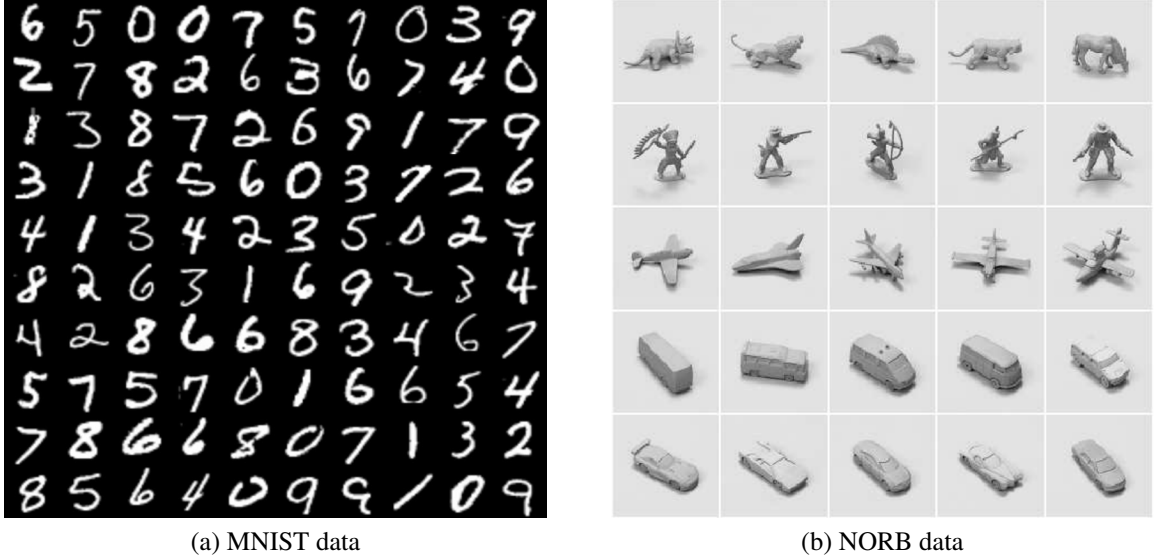 6 5 0 0 7 5 7 0 3 9
2 7 8 2 6 3 6 7 4 0
3 8 7 2 6 9 1 7 9
3 1 8 5 6 0 3 7 2 6
4 1 3 4 2 3 5 0 2 7
8 2 6 3 1 6 9 2 3 4
4 2 8 6 6 8 3 4 6 7
5 7 5 7 0 1 6 6 5 4
7 8 6 6 8 0 7 1 3 2
8 5 6 4 0 9 9 1 0 9
(a) MNIST data
(b) NORB data